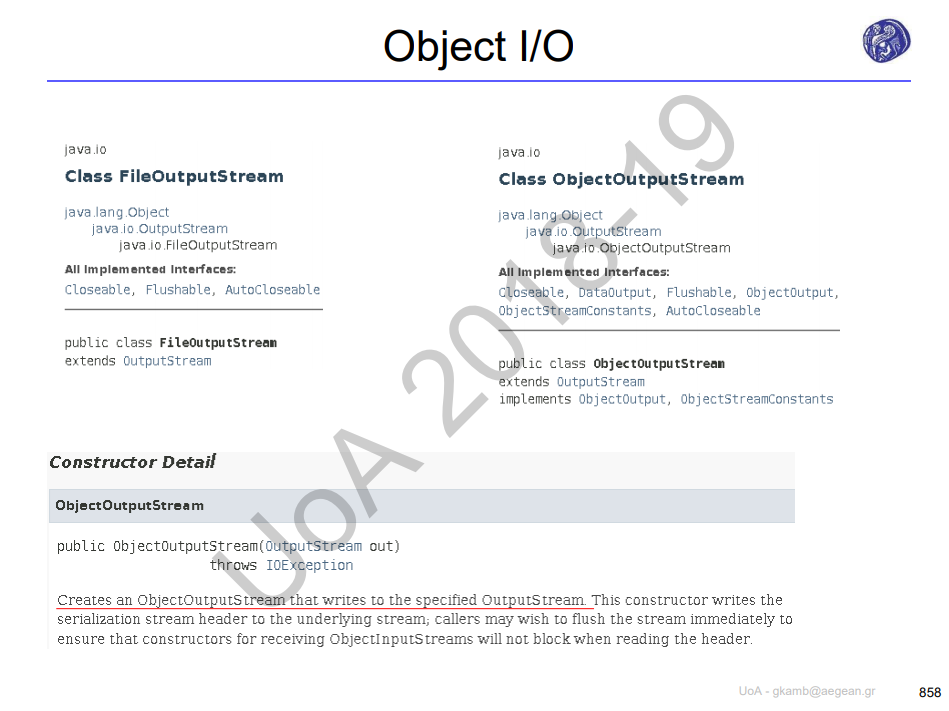 Object I/O
java.io
Class FileOutputStream
java.lang.Object
java.io.OutputStream
java.io.FileOutputStream
All Implemented Interfaces:
Closeable, Flushable, AutoCloseable
public class FileOutputStream
extends OutputStream
java.io
Class ObjectOutputStream
java.lang.Object
java.io.OutputStream
java.io.ObjectOutputStream
All Implemented Interfaces:
Closeable, DataOutput, Flushable, ObjectOutput,
ObjectStreamConstants, AutoCloseable
public class ObjectOutputStream
extends OutputStream
implements ObjectOutput, ObjectStreamConstants
Constructor Detail
ObjectOutputStream
public ObjectOutputStream(OutputStream out)
throws IOException
Creates an ObjectOutputStream that writes to the specified OutputStream. This constructor writes the
serialization stream header to the underlying stream; callers may wish to flush the stream immediately to
ensure that constructors for receiving ObjectInputStreams will not block when reading the header.
UoA 2018-19
UoA - gkamb@aegean.gr
858